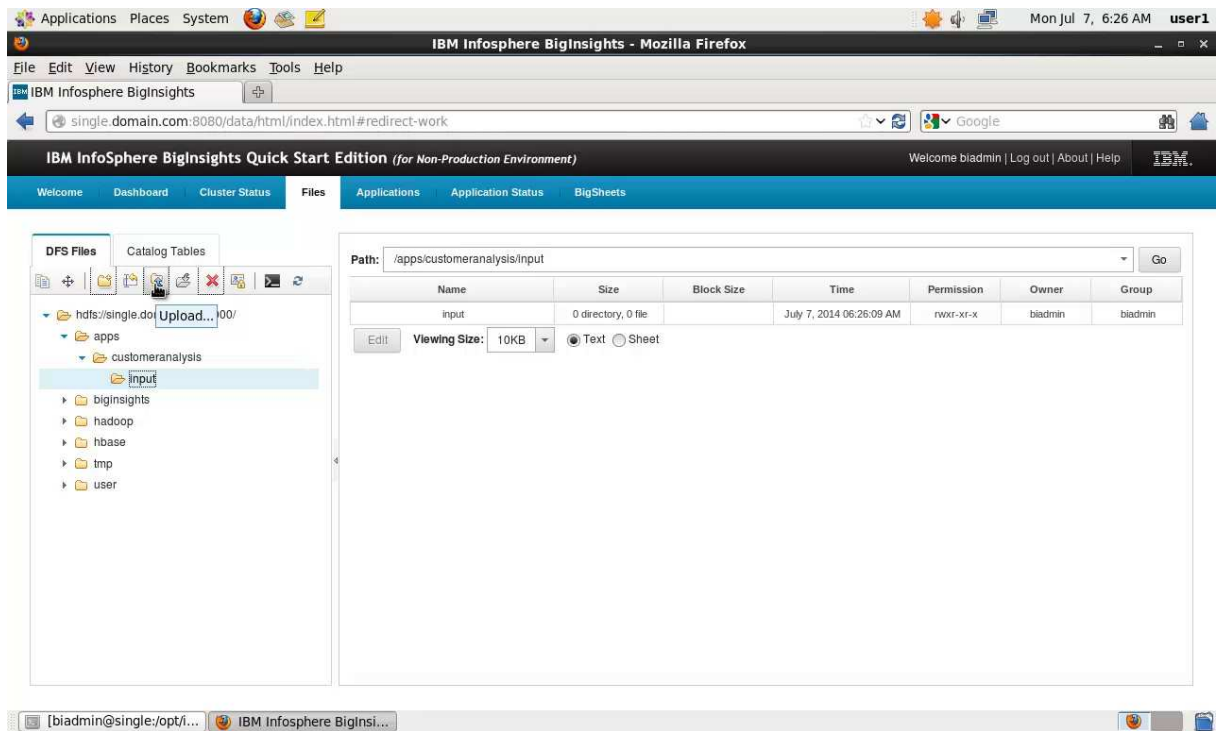 Applications Places System Mon Jul 7, 6:26 AM user1
IBM Infosphere BigInsights - Mozilla Firefox
File Edit View History Bookmarks Tools Help
IBM IBM Infosphere BigInsights
single.domain.com:8080/data/html/index.html#redirect-work Google
IBM InfoSphere BigInsights Quick Start Edition (for Non-Production Environment) Welcome biadmin | Log out | About | Help IBM.
Welcome Dashboard Cluster Status Files Applications Application Status BigSheets
DFS Files Catalog Tables
Path: /apps/customeranalysis/input Go
Name Size Block Size Time Permission Owner Group
input 0 directory, 0 file July 7, 2014 06:26:09 AM rwxr-xr-x biadmin biadmin
Edit Viewing Size: 10KB Text Sheet
hdfs://single.do Upload... 00/
apps
customeranalysis
input
biginsights
hadoop
hbase
tmp
user
[biadmin@single:/opt/i... IBM Infosphere BigInsi...